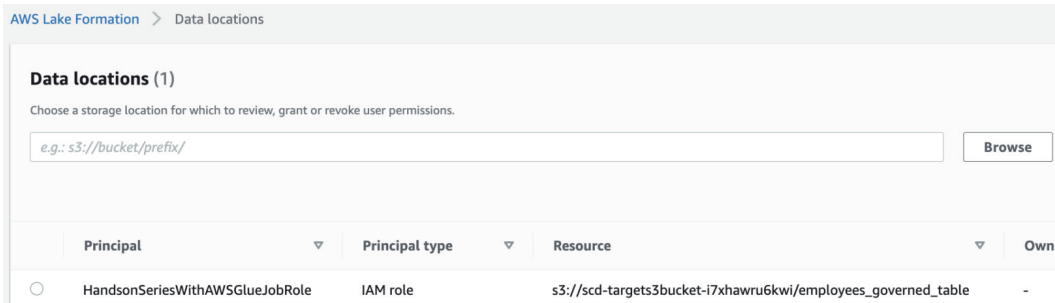 AWS Lake Formation > Data locations
Data locations (1)
Choose a storage location for which to review, grant or revoke user permissions.
e.g.: s3://bucket/prefix/ Browse
Principal Principal type Resource Own
HandsonSeriesWithAWSGlueJobRole IAM role s3://scd-targets3bucket-i7xhawru6kwi/employees_governed_table -